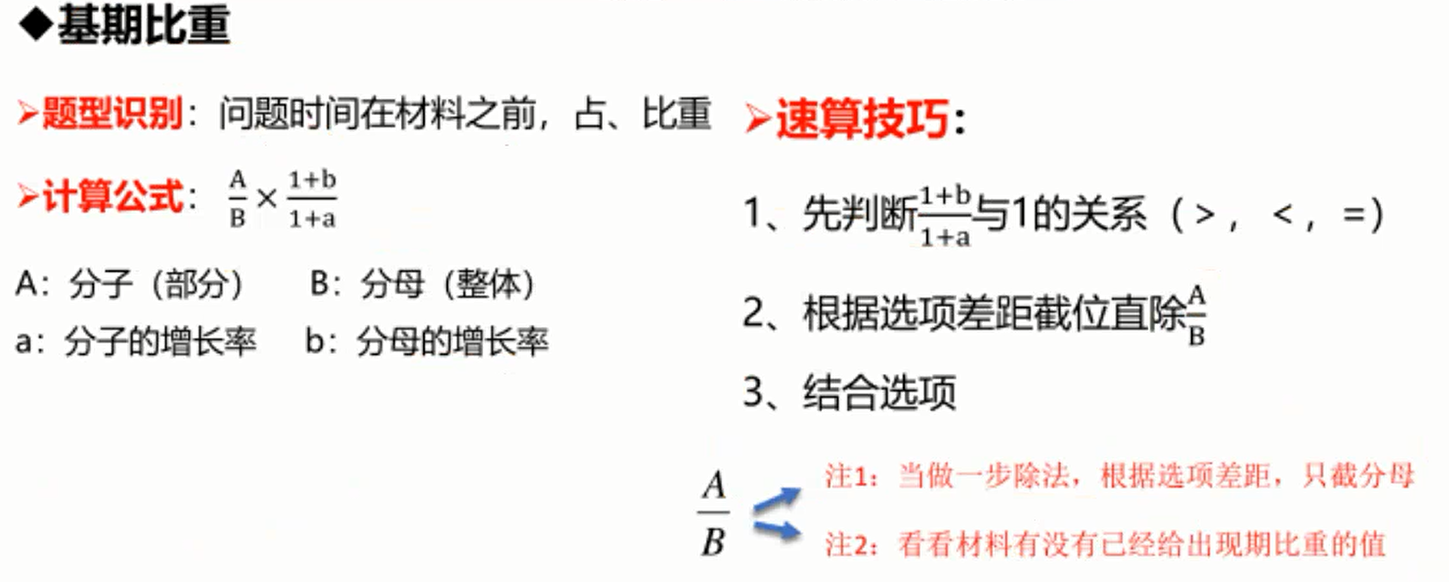 ◆基期比重
➢题型识别：问题时间在材料之前，占、比重
➢计算公式：A/B×(1+b)/(1+a)
A：分子（部分） B：分母（整体）
a：分子的增长率 b：分母的增长率
➢速算技巧：
1、先判断(1+b)/(1+a)与1的关系（>，<，=）
2、根据选项差距截位直除A/B
3、结合选项
A/B
注1：当做一步除法，根据选项差距，只截分母
注2：看看材料有没有已经给出现期比重的值